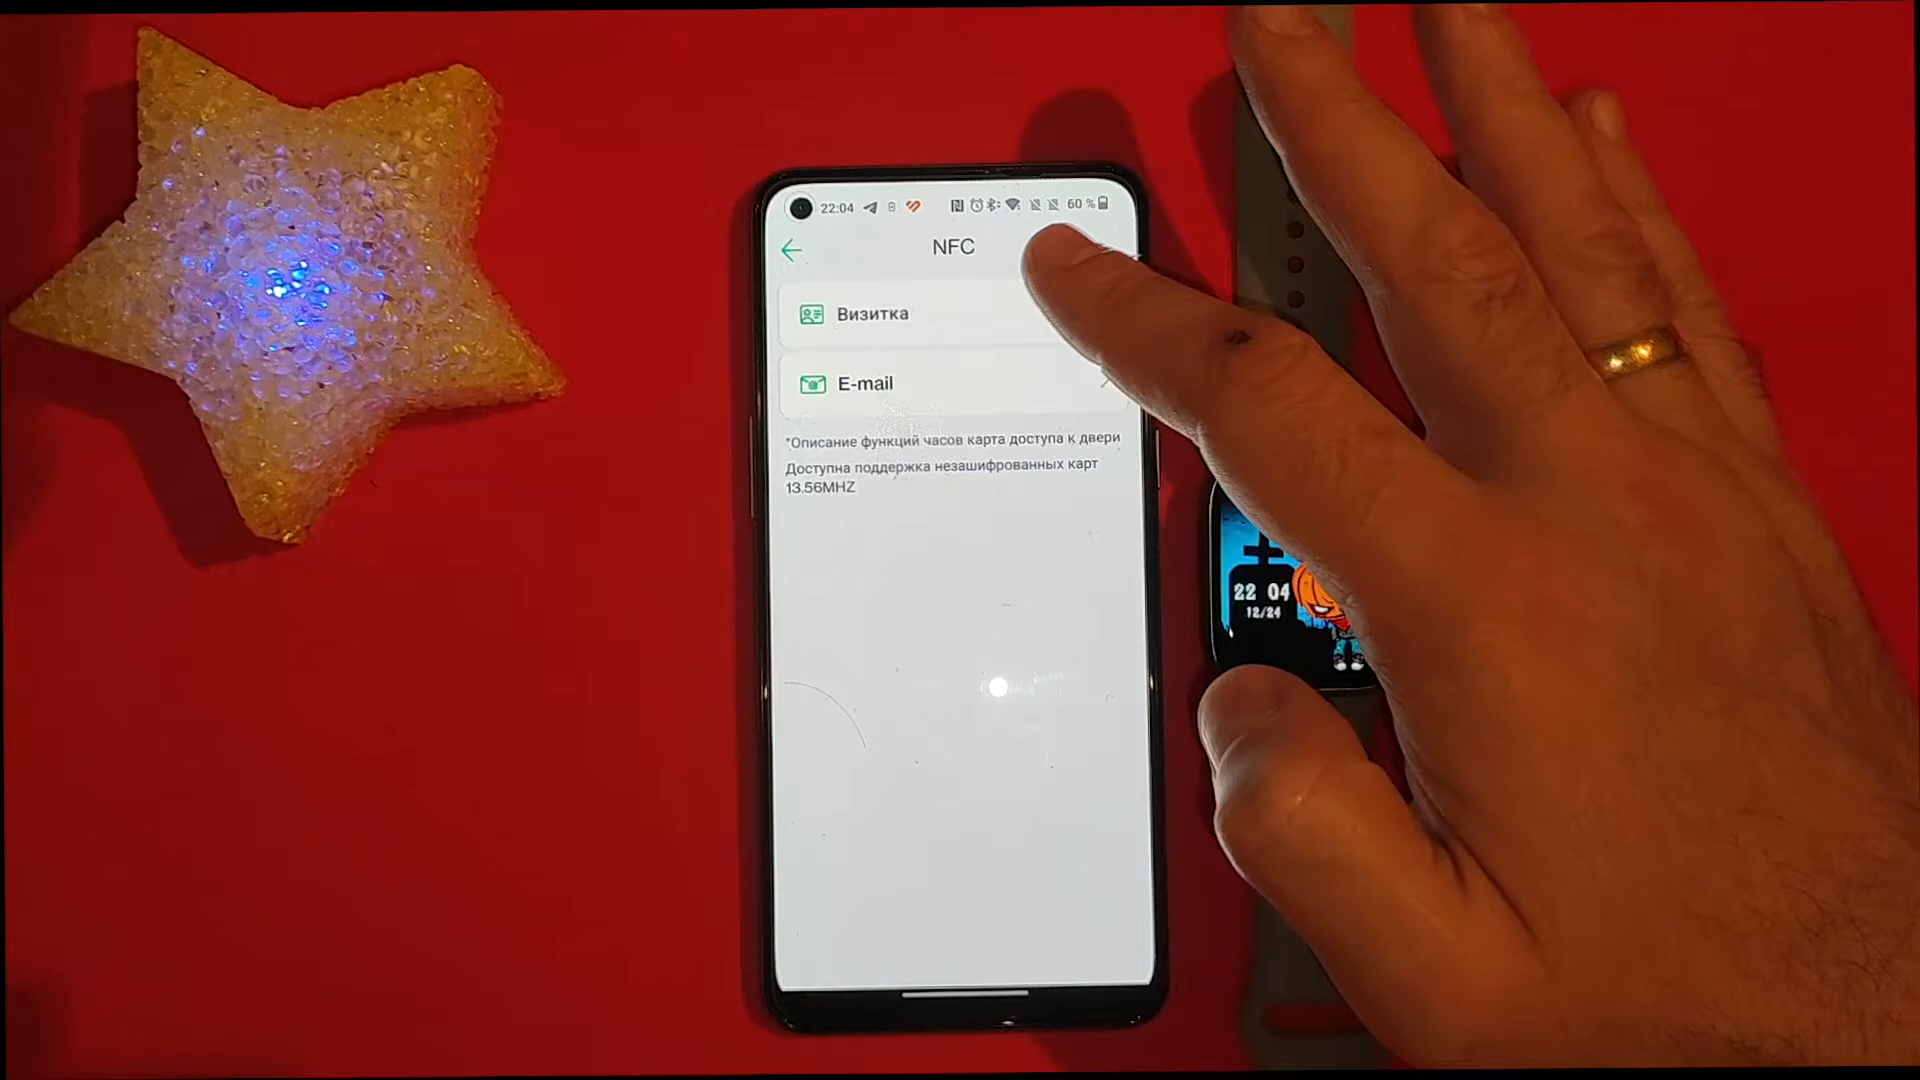 22:04 60 %
NFC
Визитка
E-mail
*Описание функций часов карта доступа к двери
Доступна поддержка незашифрованных карт
13.56MHZ
22 04
12/24